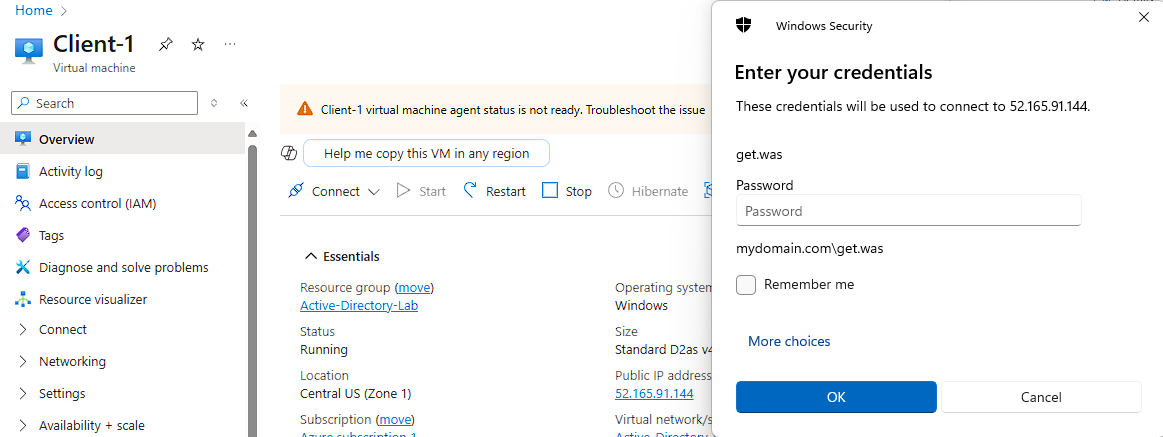 Home
Client-1
Virtual machine
Search
Overview
Activity log
Access control (IAM)
Tags
Diagnose and solve problems
Resource visualizer
Connect
Networking
Settings
Availability + scale
Client-1 virtual machine agent status is not ready. Troubleshoot the issue
Help me copy this VM in any region
Connect
Start
Restart
Stop
Hibernate
Essentials
Resource group (move)
Active-Directory-Lab
Status
Running
Location
Central US (Zone 1)
Subscription (move)
Azure subscription 1
Operating system
Windows
Size
Standard D2as v4
Public IP address
52.165.91.144
Virtual network/s
Active-Directory
Windows Security
Enter your credentials
These credentials will be used to connect to 52.165.91.144.
get.was
Password
Password
mydomain.com\get.was
Remember me
More choices
OK
Cancel